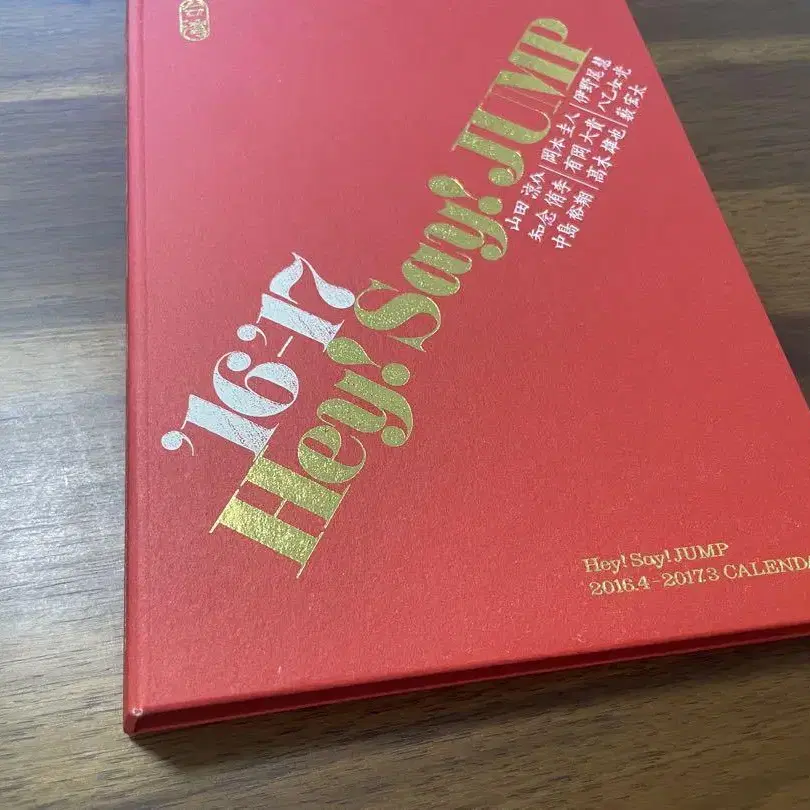 '16-'17
Hey! Say! JUMP
山田 涼介|岡本 圭人|伊野尾慧
知念 侑李|有岡 大貴|八乙女光
中島 裕翔|髙木 雄也|薮宏太
Hey! Say! JUMP
2016.4-2017.3 CALENDA